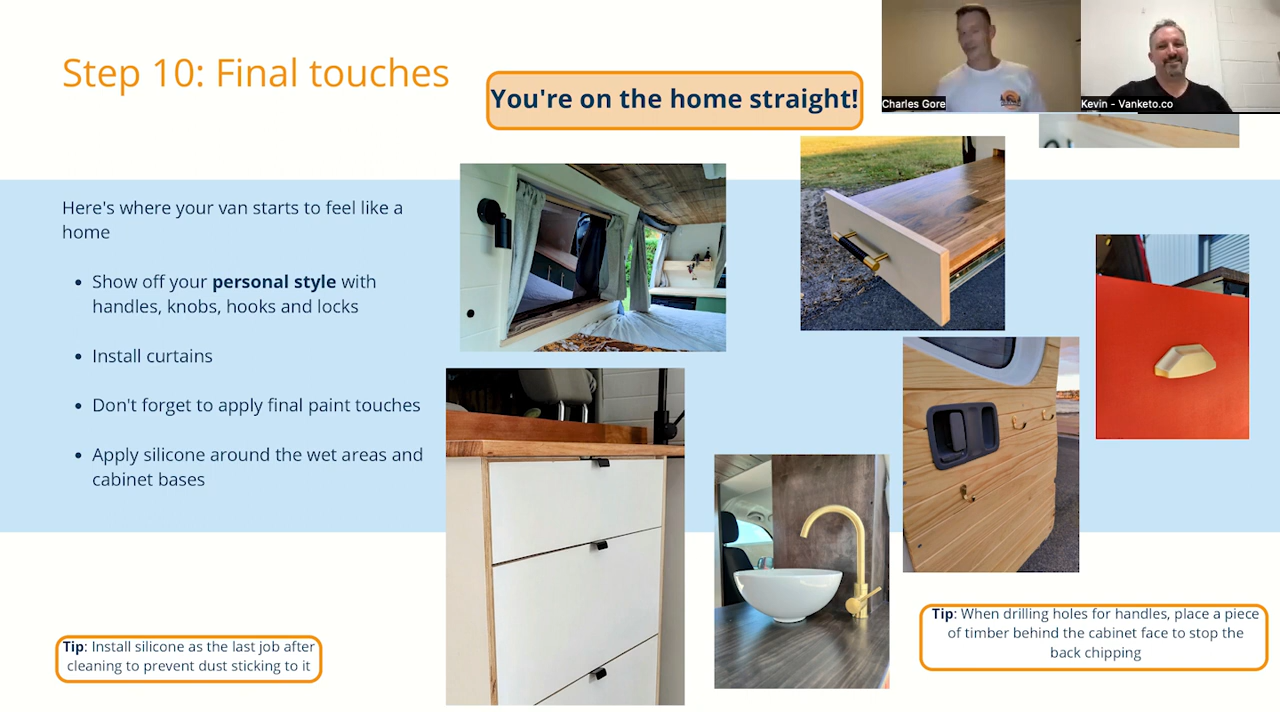 Step 10: Final touches
You're on the home straight!
Charles Gore
Kevin - Vanketo.co
Here's where your van starts to feel like a
home
• Show off your personal style with
handles, knobs, hooks and locks
• Install curtains
• Don't forget to apply final paint touches
• Apply silicone around the wet areas and
cabinet bases
Tip: Install silicone as the last job after
cleaning to prevent dust sticking to it
Tip: When drilling holes for handles, place a piece
of timber behind the cabinet face to stop the
back chipping